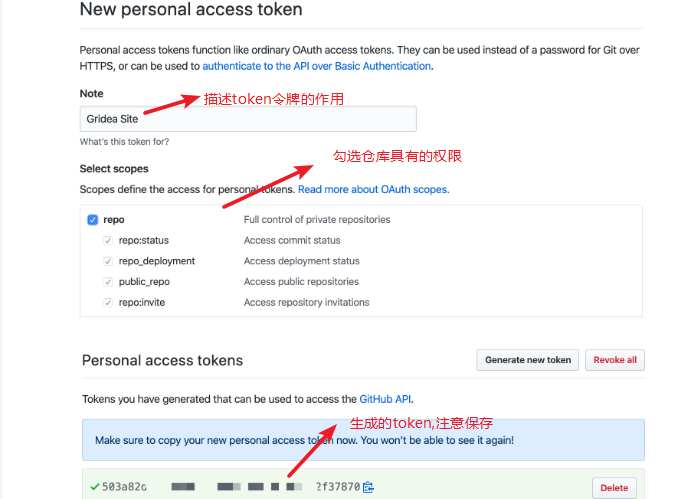 New personal access token
Personal access tokens function like ordinary OAuth access tokens. They can be used instead of a password for Git over
HTTPS, or can be used to authenticate to the API over Basic Authentication.
Note
描述token令牌的作用
Gridea Site
What's this token for?
勾选仓库具有的权限
Select scopes
Scopes define the access for personal tokens. Read more about OAuth scopes.
repo Full control of private repositories
repo:status Access commit status
repo_deployment Access deployment status
public_repo Access public repositories
repo:invite Access repository invitations
Personal access tokens Generate new token Revoke all
Tokens you have generated that can be used to access the GitHub API.
生成的token,注意保存
Make sure to copy your new personal access token now. You won't be able to see it again!
503a82 2f37870 Delete